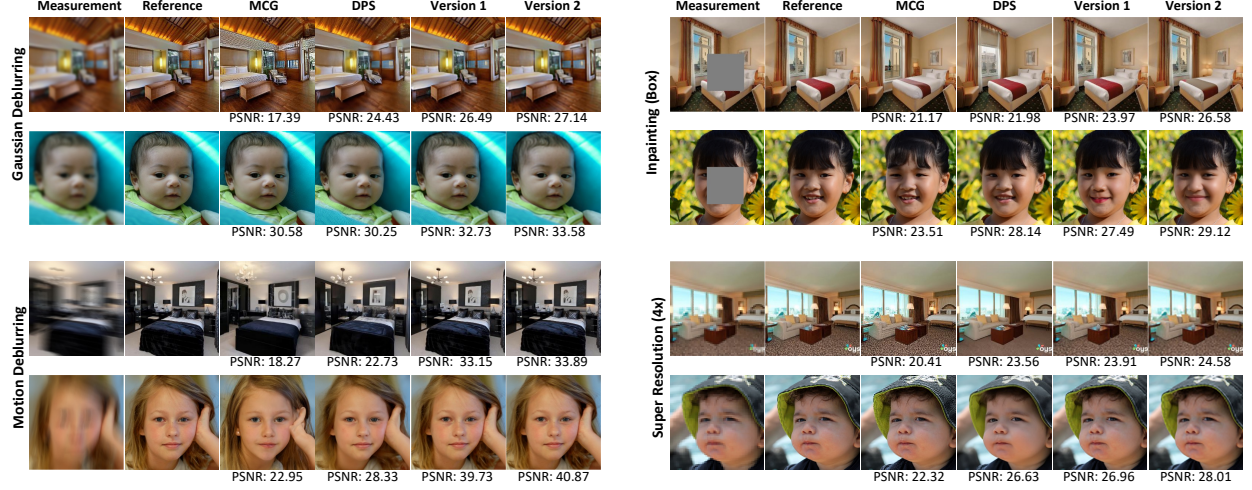 Measurement Reference MCG DPS Version 1 Version 2
Gaussian Deblurring
PSNR: 17.39 PSNR: 24.43 PSNR: 26.49 PSNR: 27.14
PSNR: 30.58 PSNR: 30.25 PSNR: 32.73 PSNR: 33.58
Motion Deblurring
PSNR: 18.27 PSNR: 22.73 PSNR: 33.15 PSNR: 33.89
PSNR: 22.95 PSNR: 28.33 PSNR: 39.73 PSNR: 40.87
Measurement Reference MCG DPS Version 1 Version 2
Inpainting (Box)
PSNR: 21.17 PSNR: 21.98 PSNR: 23.97 PSNR: 26.58
PSNR: 23.51 PSNR: 28.14 PSNR: 27.49 PSNR: 29.12
Super Resolution (4x)
PSNR: 20.41 PSNR: 23.56 PSNR: 23.91 PSNR: 24.58
PSNR: 22.32 PSNR: 26.63 PSNR: 26.96 PSNR: 28.01